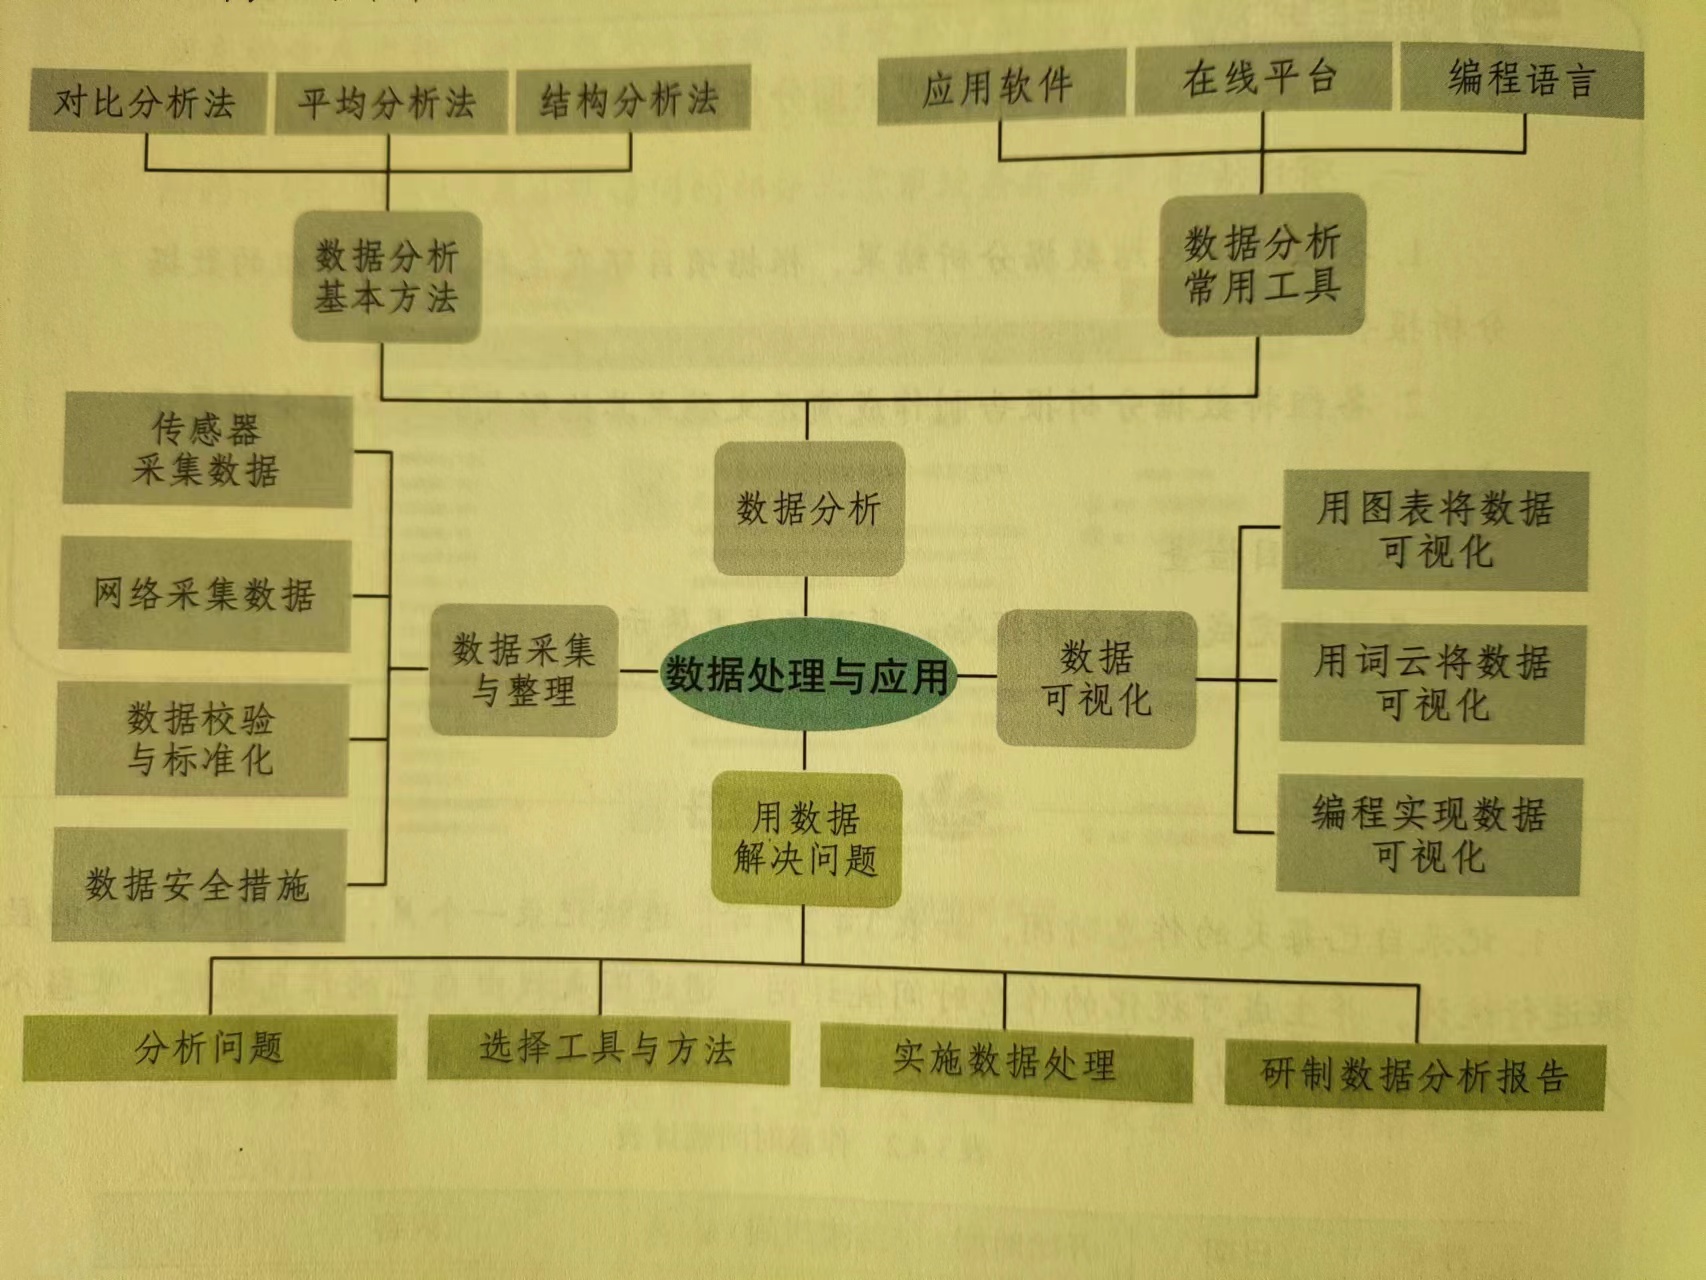 对比分析法
平均分析法
结构分析法
应用软件
在线平台
编程语言
数据分析
基本方法
数据分析
常用工具
数据分析
传感器
采集数据
网络采集数据
数据校验
与标准化
数据安全措施
数据采集
与整理
数据处理与应用
数据
可视化
用图表将数据
可视化
用词云将数据
可视化
编程实现数据
可视化
用数据
解决问题
分析问题
选择工具与方法
实施数据处理
研制数据分析报告